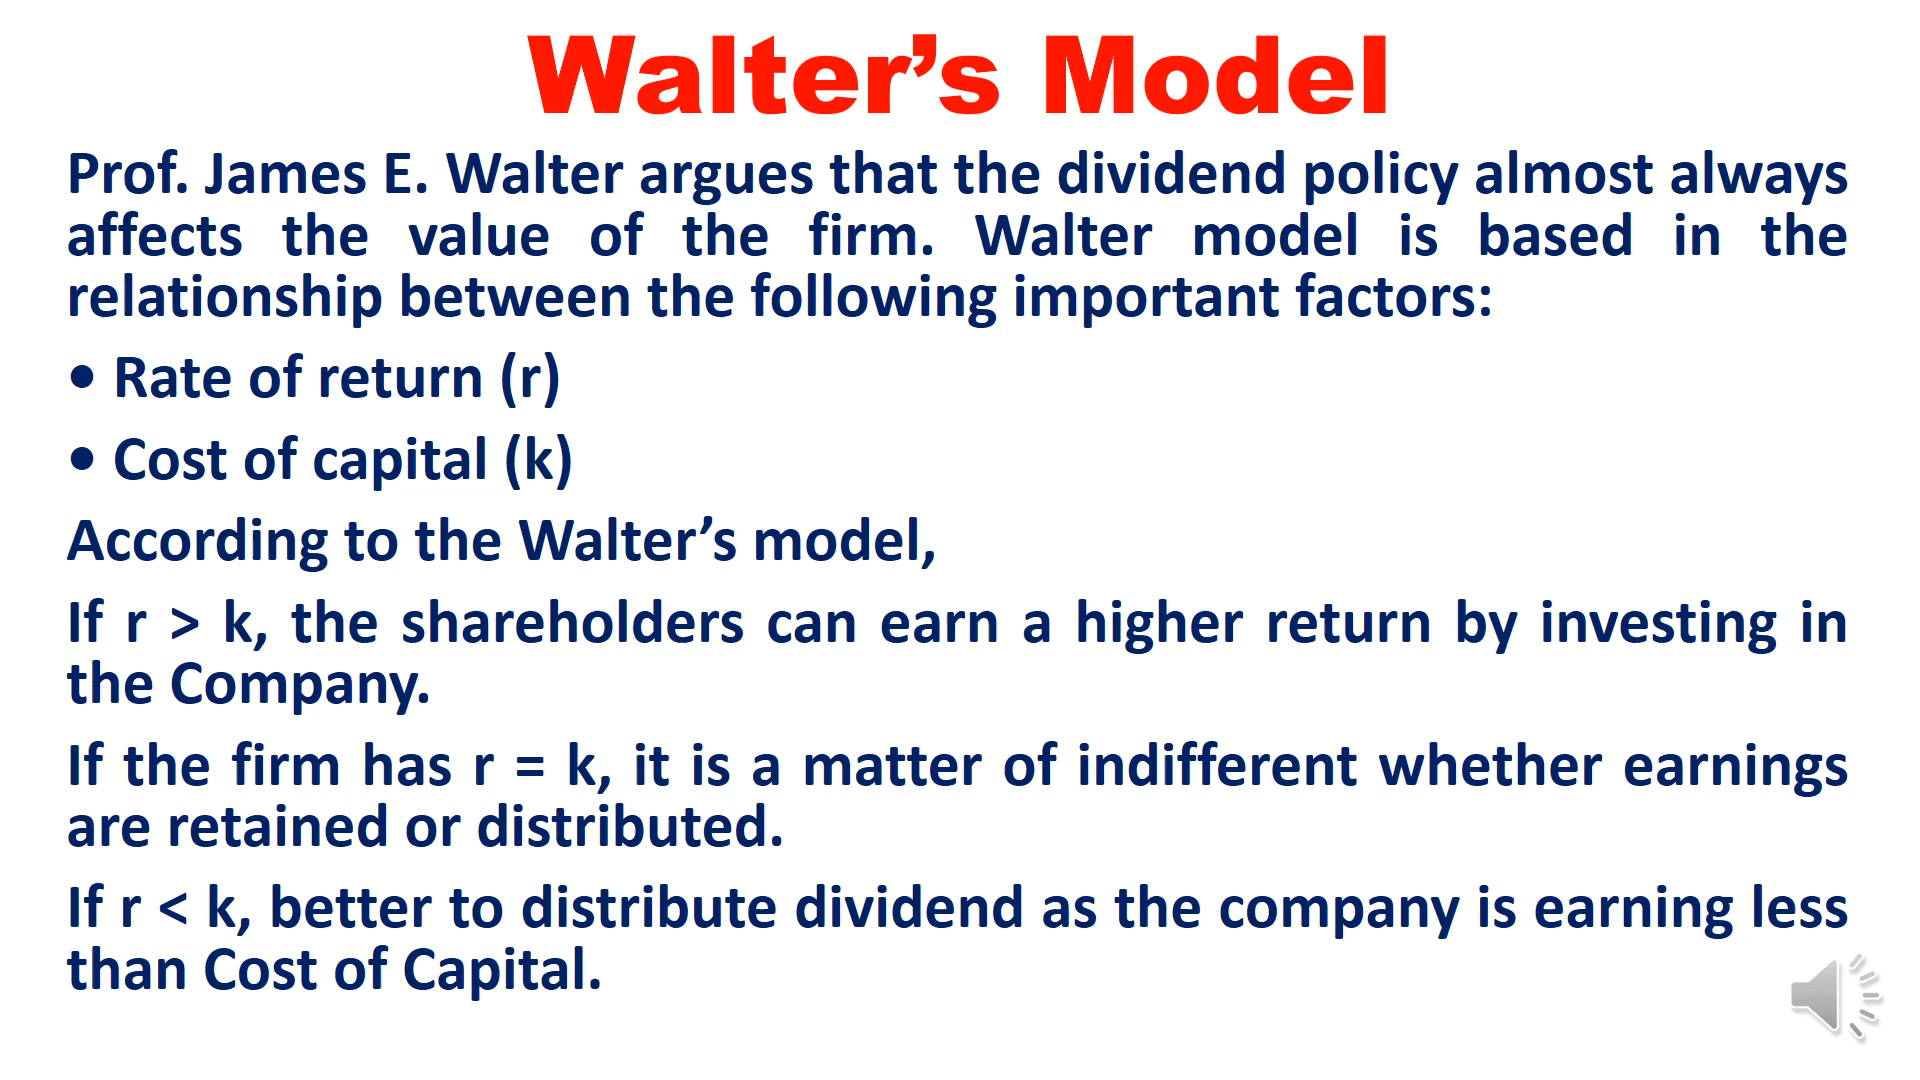 Walter’s Model
Prof. James E. Walter argues that the dividend policy almost always
affects the value of the firm. Walter model is based in the
relationship between the following important factors:
• Rate of return (r)
• Cost of capital (k)
According to the Walter’s model,
If r > k, the shareholders can earn a higher return by investing in
the Company.
If the firm has r = k, it is a matter of indifferent whether earnings
are retained or distributed.
If r < k, better to distribute dividend as the company is earning less
than Cost of Capital.